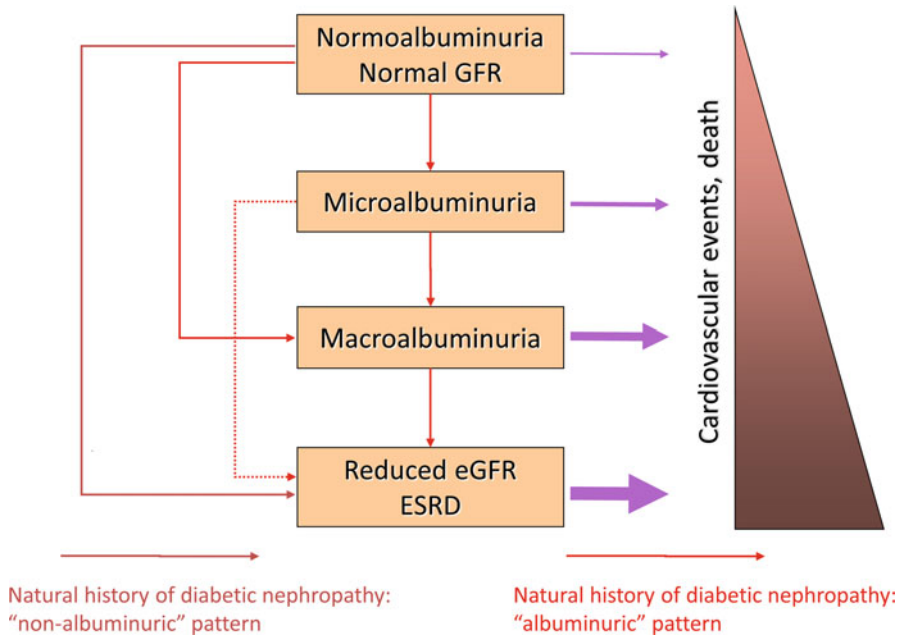 Normoalbuminuria
Normal GFR
Microalbuminuria
Macroalbuminuria
Reduced eGFR
ESRD
Cardiovascular events, death
Natural history of diabetic nephropathy:
“non-albuminuric” pattern
Natural history of diabetic nephropathy:
“albuminuric” pattern